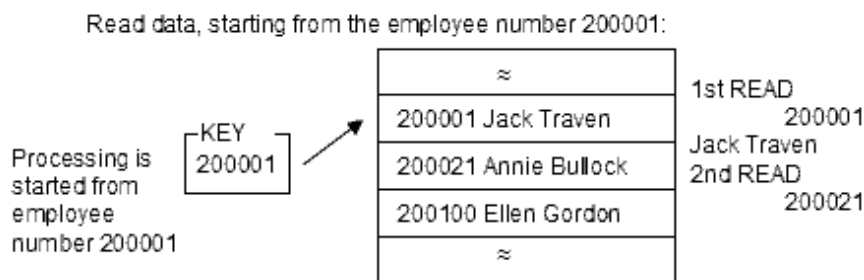 Read data, starting from the employee number 200001:
≈
200001 Jack Traven
200021 Annie Bullock
200100 Ellen Gordon
≈
KEY
200001
Processing is
started from
employee
number 200001
1st READ
200001
Jack Traven
2nd READ
200021